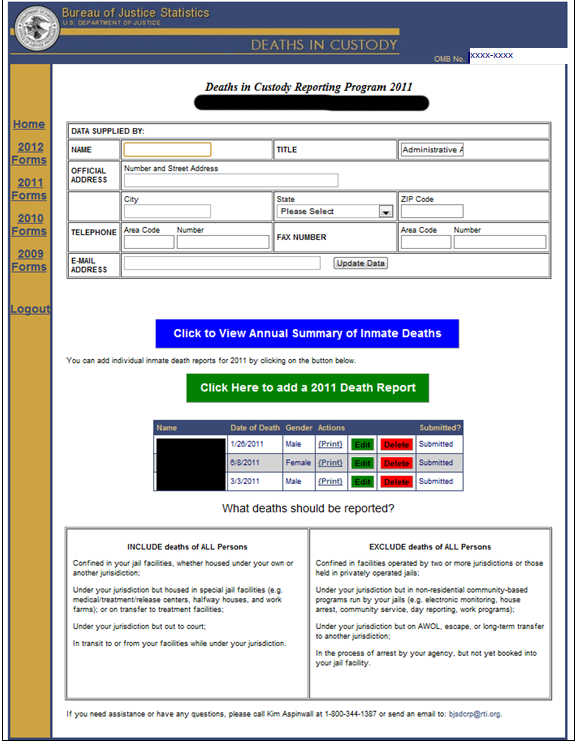 Bureau of Justice Statistics
U.S. DEPARTMENT OF JUSTICE
DEATHS IN CUSTODY
OMB No. xxxx-xxxx
Deaths in Custody Reporting Program 2011
Home
2012
Forms
2011
Forms
2010
Forms
2009
Forms
Logout
DATA SUPPLIED BY:
NAME
TITLE
Administrative A
OFFICIAL
ADDRESS
Number and Street Address
City
State
ZIP Code
Please Select
TELEPHONE
Area Code
Number
FAX NUMBER
Area Code
Number
E-MAIL
ADDRESS
Update Data
Click to View Annual Summary of Inmate Deaths
You can add individual inmate death reports for 2011 by clicking on the button below.
Click Here to add a 2011 Death Report
Name Date of Death Gender Actions Submitted?
1/26/2011 Male {Print} Edit Delete Submitted
6/8/2011 Female {Print} Edit Delete Submitted
3/3/2011 Male {Print} Edit Delete Submitted
What deaths should be reported?
INCLUDE deaths of ALL Persons
Confined in your jail facilities, whether housed under your own or
another jurisidiction;
Under your jurisdiction but housed in special jail facilities (e.g.
medical/treatment/release centers, halfway houses, and work
farms); or on transfer to treatment facilities;
Under your jurisdiction but out to court;
In transit to or from your facilities while under your jurisdiction.
EXCLUDE deaths of ALL Persons
Confined in facilities operated by two or more jurisdictions or those
held in privately operated jails;
Under your jurisdiction but in non-residential community-based
programs run by your jails (e.g. electronic monitoring, house
arrest, community service, day reporting, work programs);
Under your jurisdiction but on AWOL, escape, or long-term transfer
to another jurisdiction;
In the process of arrest by your agency, but not yet booked into
your jail facility.
If you need assistance or have any questions, please call Kim Aspinwall at 1-800-344-1387 or send an email to: bjsdcrp@rti.org.